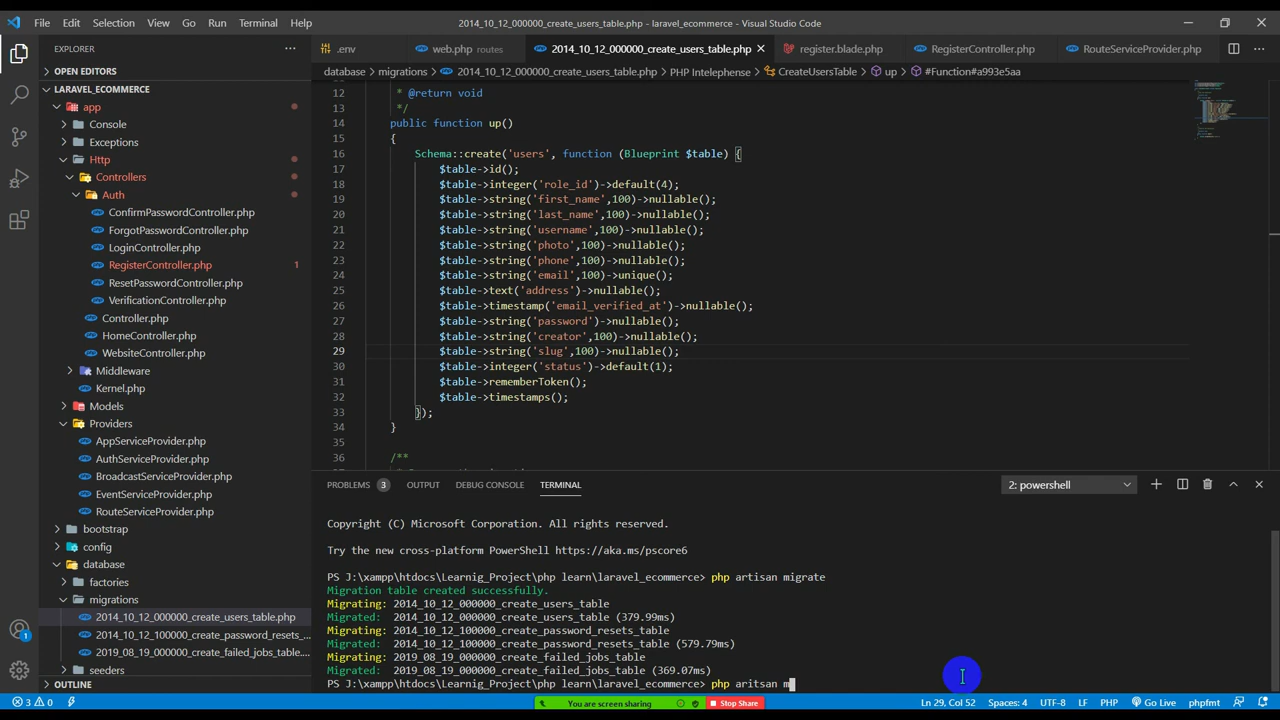 File Edit Selection View Go Run Terminal Help
2014_10_12_000000_create_users_table.php - laravel_ecommerce - Visual Studio Code
EXPLORER
.env
web.php routes
2014_10_12_000000_create_users_table.php
register.blade.php
RegisterController.php
RouteServiceProvider.php
OPEN EDITORS
database migrations 2014_10_12_000000_create_users_table.php PHP Intelephense CreateUsersTable up #Function#a993e5aa
LARAVEL_ECOMMERCE
app
Console
Exceptions
Http
Controllers
Auth
ConfirmPasswordController.php
ForgotPasswordController.php
LoginController.php
RegisterController.php 1
ResetPasswordController.php
VerificationController.php
Controller.php
HomeController.php
WebsiteController.php
Middleware
Kernel.php
Models
Providers
AppServiceProvider.php
AuthServiceProvider.php
BroadcastServiceProvider.php
EventServiceProvider.php
RouteServiceProvider.php
bootstrap
config
database
factories
migrations
2014_10_12_000000_create_users_table.php
2014_10_12_100000_create_password_resets_...
2019_08_19_000000_create_failed_jobs_table....
seeders
OUTLINE
12 * @return void
13 */
14 public function up()
15 {
16 Schema::create('users', function (Blueprint $table) {
17 $table->id();
18 $table->integer('role_id')->default(4);
19 $table->string('first_name',100)->nullable();
20 $table->string('last_name',100)->nullable();
21 $table->string('username',100)->nullable();
22 $table->string('photo',100)->nullable();
23 $table->string('phone',100)->nullable();
24 $table->string('email',100)->unique();
25 $table->text('address')->nullable();
26 $table->timestamp('email_verified_at')->nullable();
27 $table->string('password')->nullable();
28 $table->string('creator',100)->nullable();
29 $table->string('slug',100)->nullable();
30 $table->integer('status')->default(1);
31 $table->rememberToken();
32 $table->timestamps();
33 });
34 }
35
36 /**
PROBLEMS 3 OUTPUT DEBUG CONSOLE TERMINAL 2: powershell
Copyright (C) Microsoft Corporation. All rights reserved.
Try the new cross-platform PowerShell https://aka.ms/pscore6
PS J:\xampp\htdocs\Learnig_Project\php learn\laravel_ecommerce> php artisan migrate
Migration table created successfully.
Migrating: 2014_10_12_000000_create_users_table
Migrated: 2014_10_12_000000_create_users_table (379.99ms)
Migrating: 2014_10_12_100000_create_password_resets_table
Migrated: 2014_10_12_100000_create_password_resets_table (579.79ms)
Migrating: 2019_08_19_000000_create_failed_jobs_table
Migrated: 2019_08_19_000000_create_failed_jobs_table (369.07ms)
PS J:\xampp\htdocs\Learnig_Project\php learn\laravel_ecommerce> php aritsan m
1
3 0
You are screen sharing Stop Share
Ln 29, Col 52 Spaces: 4 UTF-8 LF PHP Go Live phpfmt